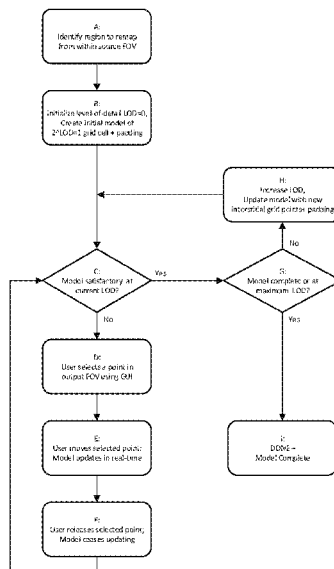 A:
Identify region to remap
from within source FOV
B:
Initialize level-of-detail LOD=0,
Create initial model of
2^LOD=1 grid cell + padding
H:
Increase LOD,
Update model with new
interstitial grid points+ padding
C:
Model satisfactory at
current LOD?
Yes
G:
Model complete or at
maximum LOD?
No
No
Yes
D:
User selects a point in
output FOV using GUI
E:
User moves selected point;
Model updates in real-time
I:
Model Complete
F:
User releases selected point;
Model ceases updating